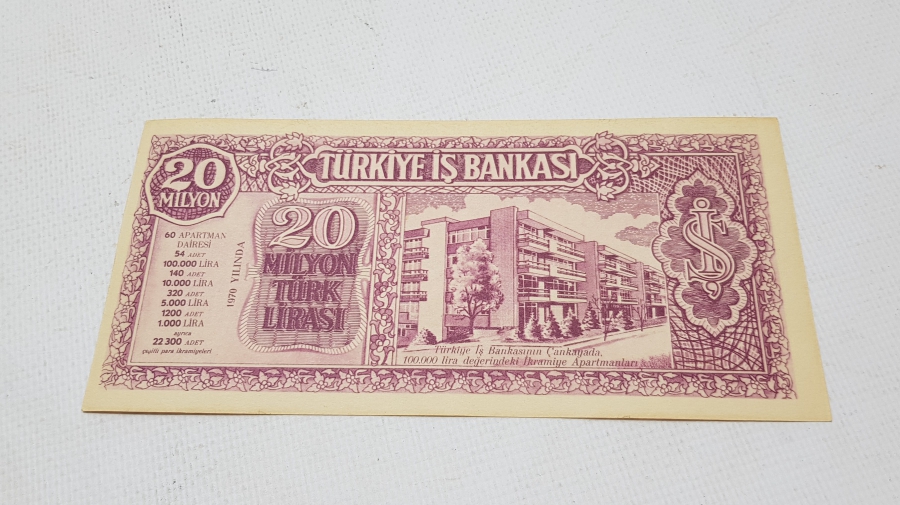 TÜRKİYE İŞ BANKASI
20
MİLYON
60 APARTMAN
DAİRESİ
54 ADET
100.000 LİRA
140 ADET
10.000 LİRA
320 ADET
5.000 LİRA
1200 ADET
1.000 LİRA
ayrıca
22 300 ADET
çeşitli para ikramiyeleri
1970 YILINDA
20
MİLYON
TÜRK
LİRASI
Türkiye İş Bankasının Çankayada,
100.000 lira değerindeki İkramiye Apartmanları
İŞ